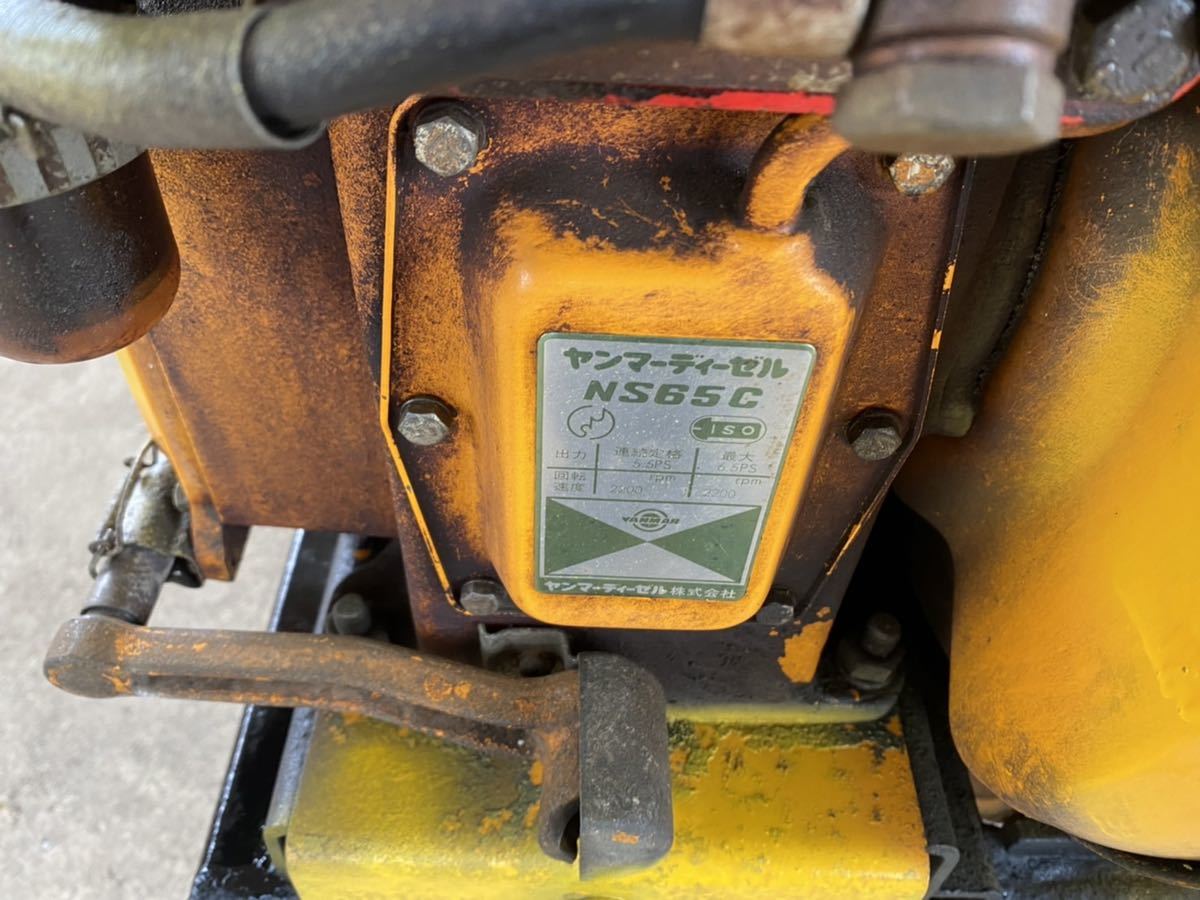 ヤンマーディーゼル
NS65C
ISO
出力 連続定格 5.5PS 最大 6.5PS
回転速度 2200 rpm 2200 rpm
YANMAR
ヤンマーディーゼル株式会社